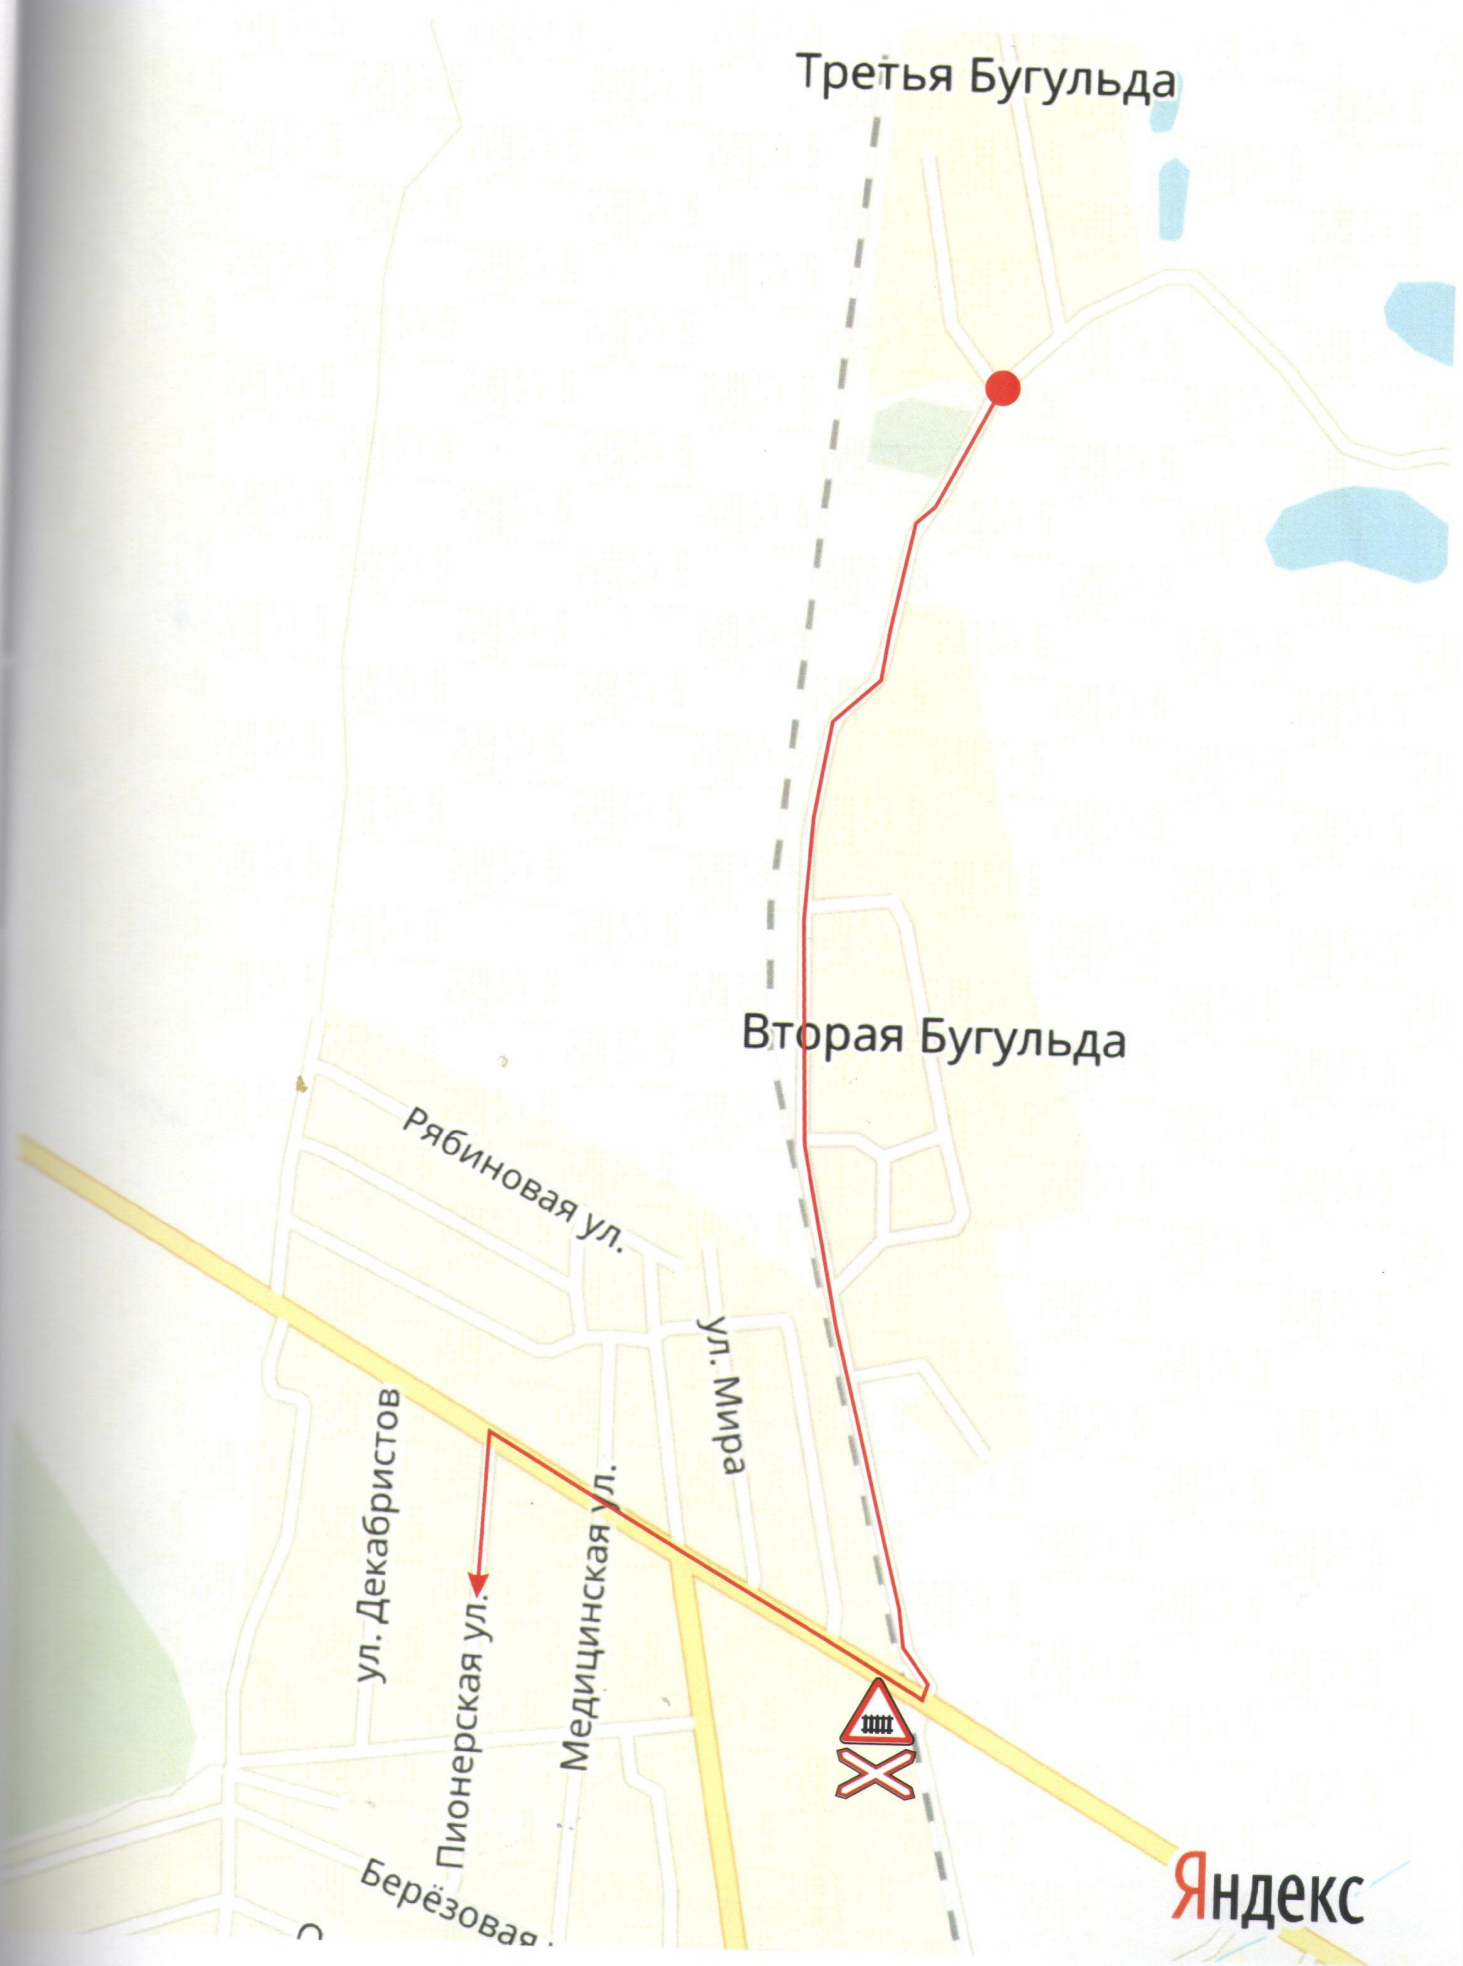 Третья Бугульда
Вторая Бугульда
Рябиновая ул.
ул. Мира
ул. Декабристов
Медицинская ул.
Пионерская ул.
Берёзовая
Яндекс